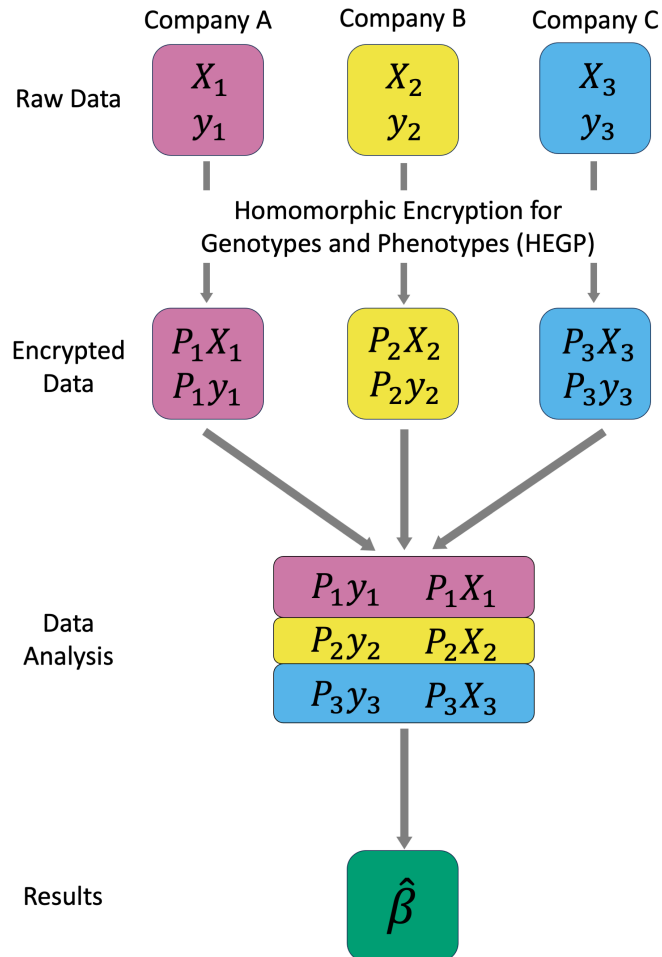 Company A Company B Company C
Raw Data
X₁ X₂ X₃
y₁ y₂ y₃
Homomorphic Encryption for
Genotypes and Phenotypes (HEGP)
Encrypted
Data
P₁X₁ P₂X₂ P₃X₃
P₁y₁ P₂y₂ P₃y₃
Data
Analysis
P₁y₁ P₁X₁
P₂y₂ P₂X₂
P₃y₃ P₃X₃
Results
β̂